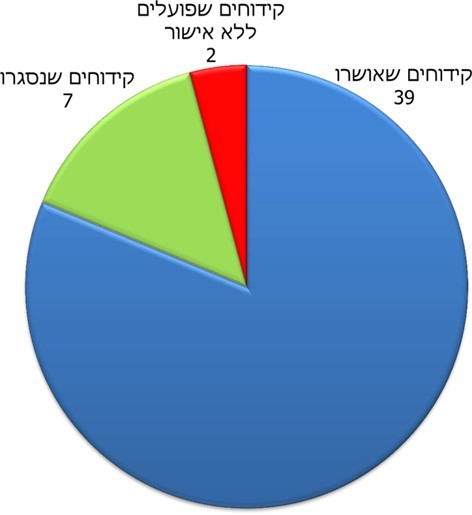 קידוחים שפועלים
ללא אישור
2
קידוחים שאושרו
39
קידוחים שנסגרו
7